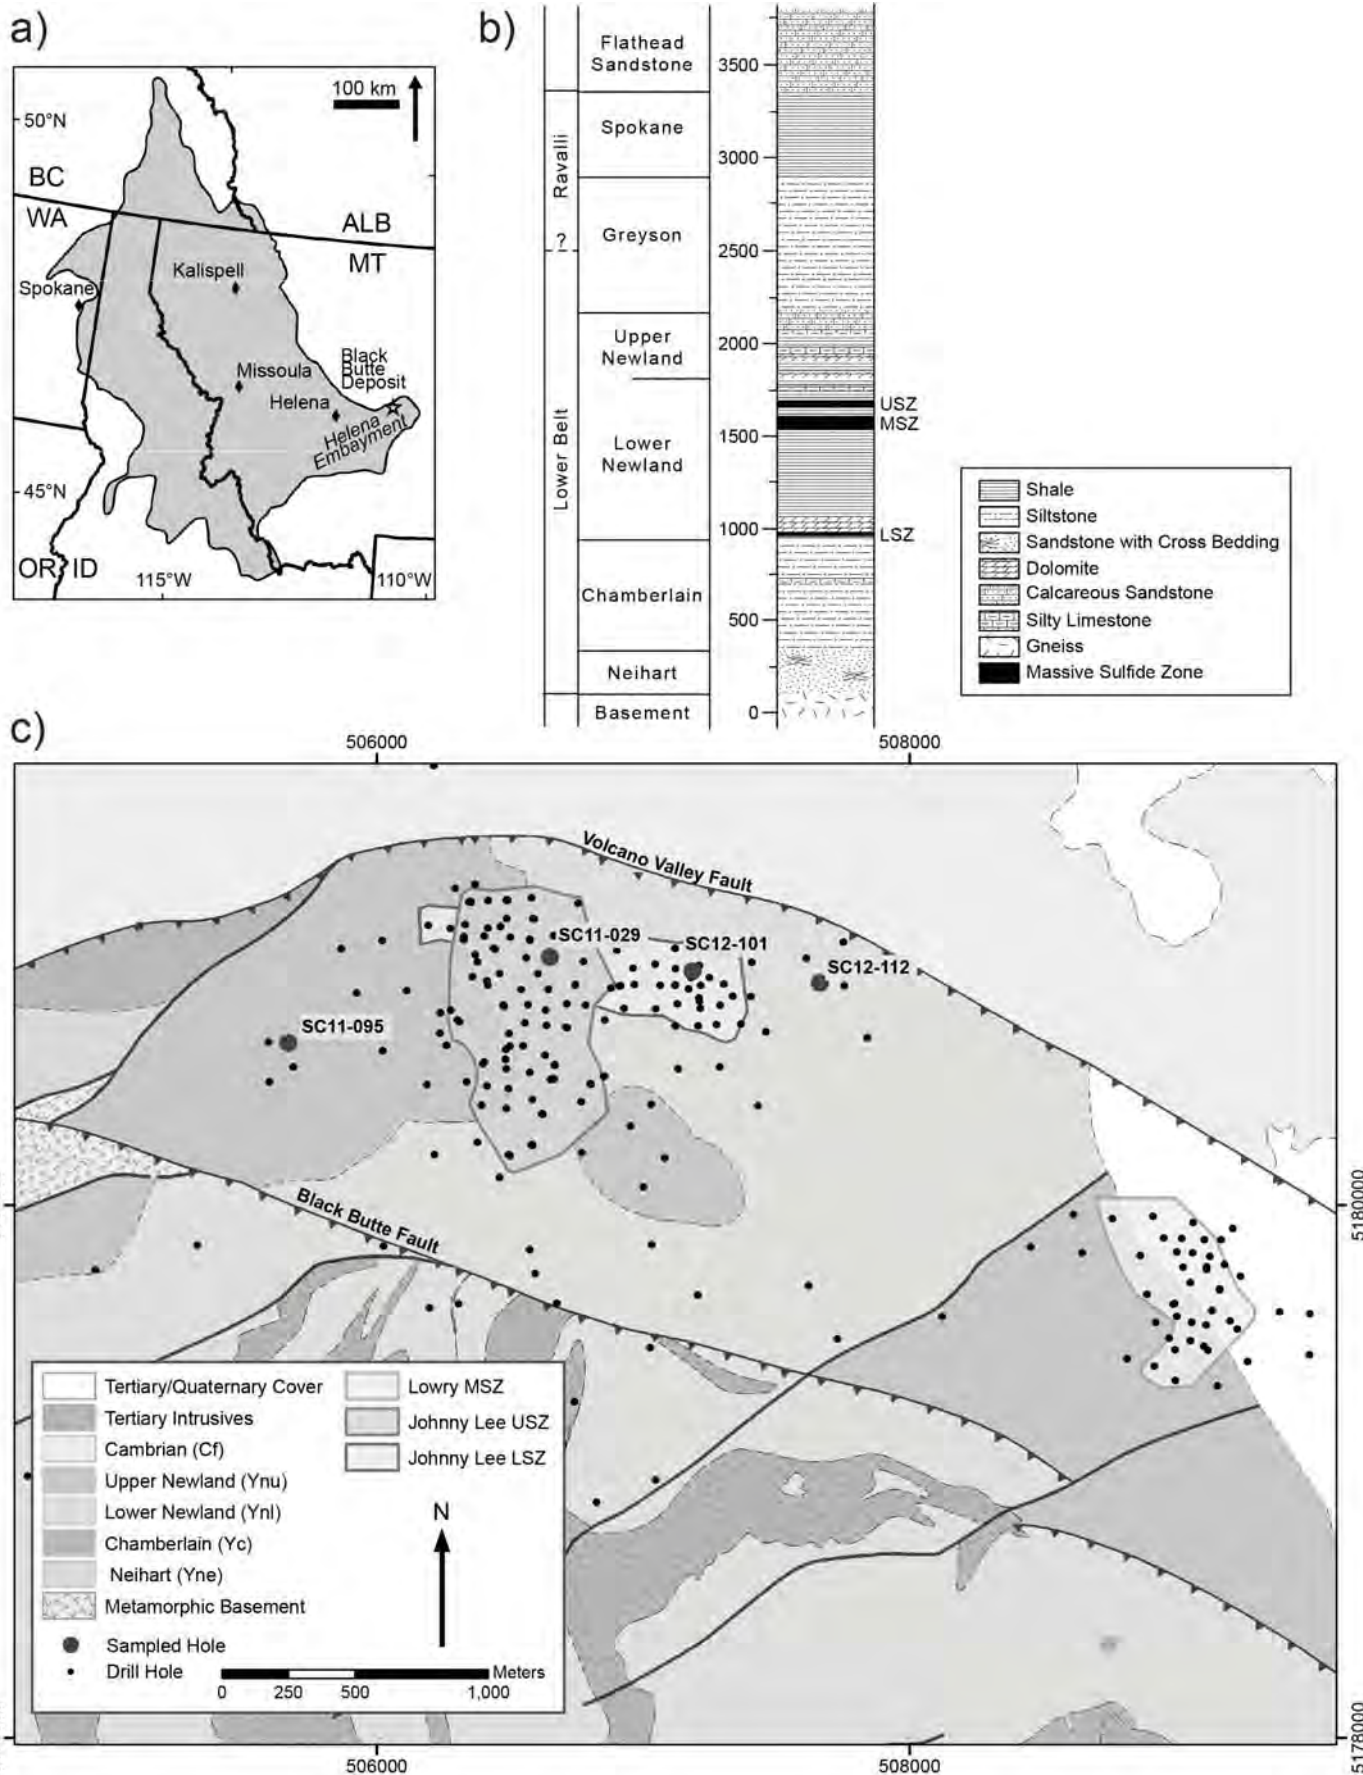 a)
100 km
50°N
BC
WA
ALB
MT
Kalispell
Spokane
Black
Butte
Deposit
Missoula
Helena
Helena
Embayment
45°N
OR
ID
115°W
110°W
b)
Flathead
Sandstone
3500
Ravalli
Spokane
3000
Greyson
?
2500
Upper
Newland
2000
USZ
MSZ
1500
Lower
Newland
Lower Belt
1000
LSZ
Chamberlain
500
Neihart
Basement
0
Shale
Siltstone
Sandstone with Cross Bedding
Dolomite
Calcareous Sandstone
Silty Limestone
Gneiss
Massive Sulfide Zone
c)
506000
508000
Volcano Valley Fault
SC11-029
SC12-101
SC12-112
SC11-095
Black Butte Fault
5180000
Tertiary/Quaternary Cover
Tertiary Intrusives
Cambrian (Cf)
Upper Newland (Ynu)
Lower Newland (Ynl)
Chamberlain (Yc)
Neihart (Yne)
Metamorphic Basement
Sampled Hole
Drill Hole
Lowry MSZ
Johnny Lee USZ
Johnny Lee LSZ
N
Meters
0
250
500
1,000
5178000
506000
508000